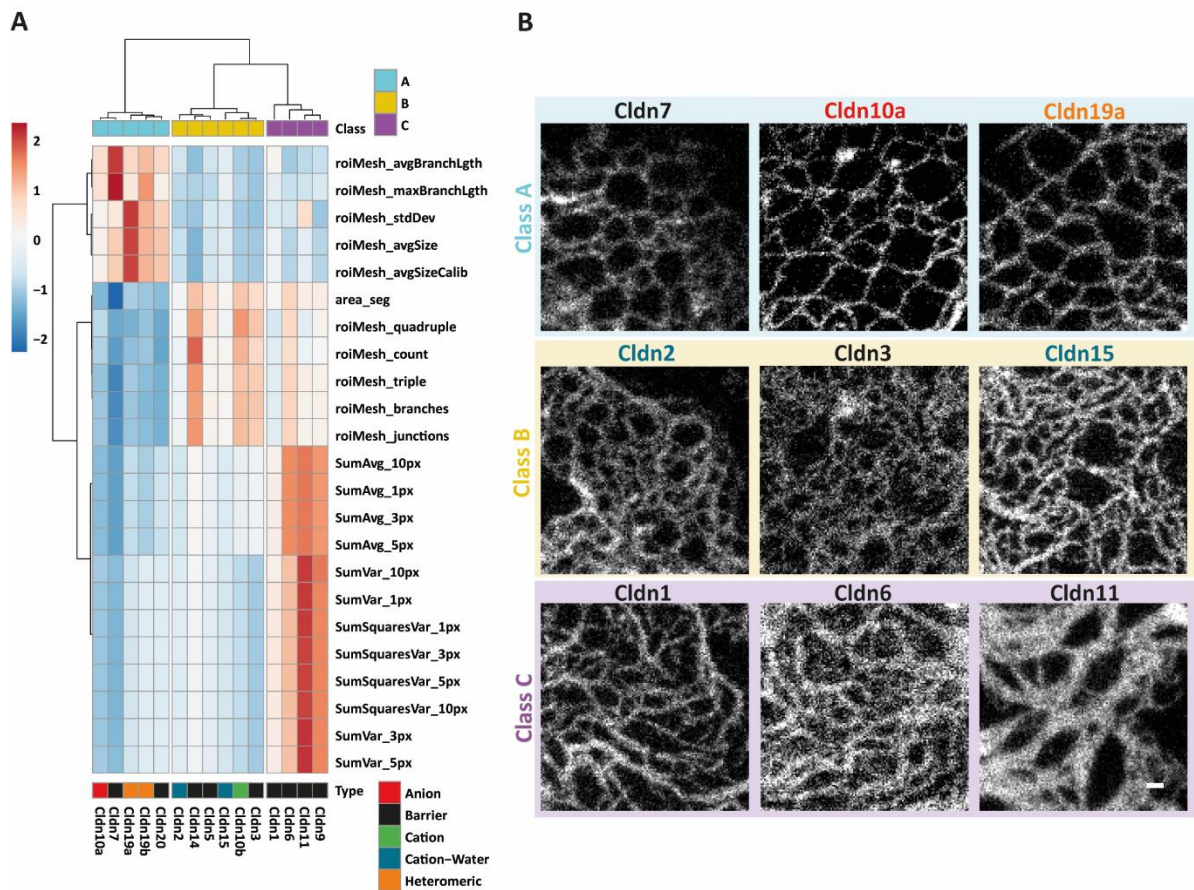 A
A
B
C
Class
2
1
0
−1
−2
roiMesh_avgBranchLgth
roiMesh_maxBranchLgth
roiMesh_stdDev
roiMesh_avgSize
roiMesh_avgSizeCalib
area_seg
roiMesh_quadruple
roiMesh_count
roiMesh_triple
roiMesh_branches
roiMesh_junctions
SumAvg_10px
SumAvg_1px
SumAvg_3px
SumAvg_5px
SumVar_10px
SumVar_1px
SumSquaresVar_1px
SumSquaresVar_3px
SumSquaresVar_5px
SumSquaresVar_10px
SumVar_3px
SumVar_5px
Type
Cldn10a
Cldn7
Cldn19a
Cldn19b
Cldn20
Cldn2
Cldn14
Cldn5
Cldn15
Cldn10b
Cldn3
Cldn1
Cldn6
Cldn11
Cldn9
Anion
Barrier
Cation
Cation−Water
Heteromeric
B
Class A
Cldn7 Cldn10a Cldn19a
Class B
Cldn2 Cldn3 Cldn15
Class C
Cldn1 Cldn6 Cldn11